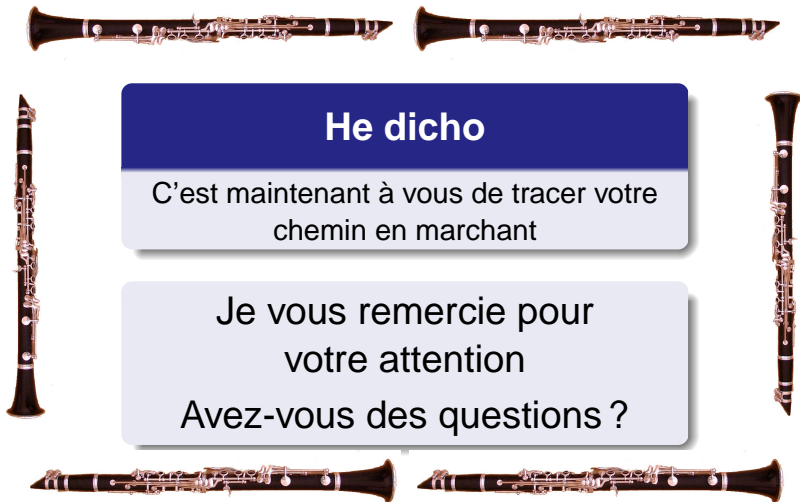 He dicho
C’est maintenant à vous de tracer votre
chemin en marchant
Je vous remercie pour
votre attention
Avez-vous des questions ?